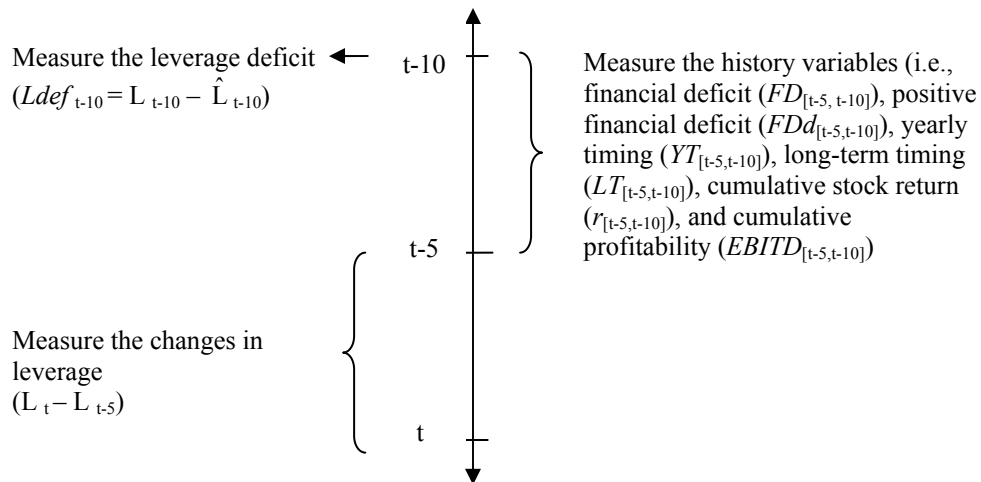 Measure the leverage deficit
(Ldef t-10 = L t-10 – L̂ t-10)
t-10
Measure the history variables (i.e.,
financial deficit (FD[t-5, t-10]), positive
financial deficit (FDd[t-5,t-10]), yearly
timing (YT[t-5,t-10]), long-term timing
(LT[t-5,t-10]), cumulative stock return
(r[t-5,t-10]), and cumulative
profitability (EBITD[t-5,t-10])
t-5
Measure the changes in
leverage
(L t – L t-5)
t